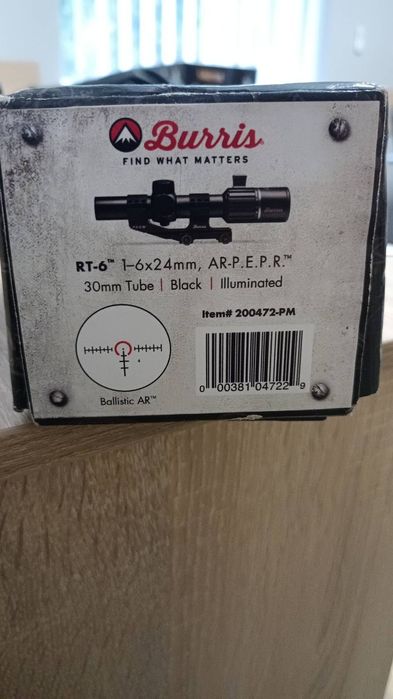 Burris
FIND WHAT MATTERS
RT-6™ 1–6x24mm, AR-P.E.P.R.™
30mm Tube | Black | Illuminated
Item# 200472-PM
Ballistic AR™
0 00381 04722 9